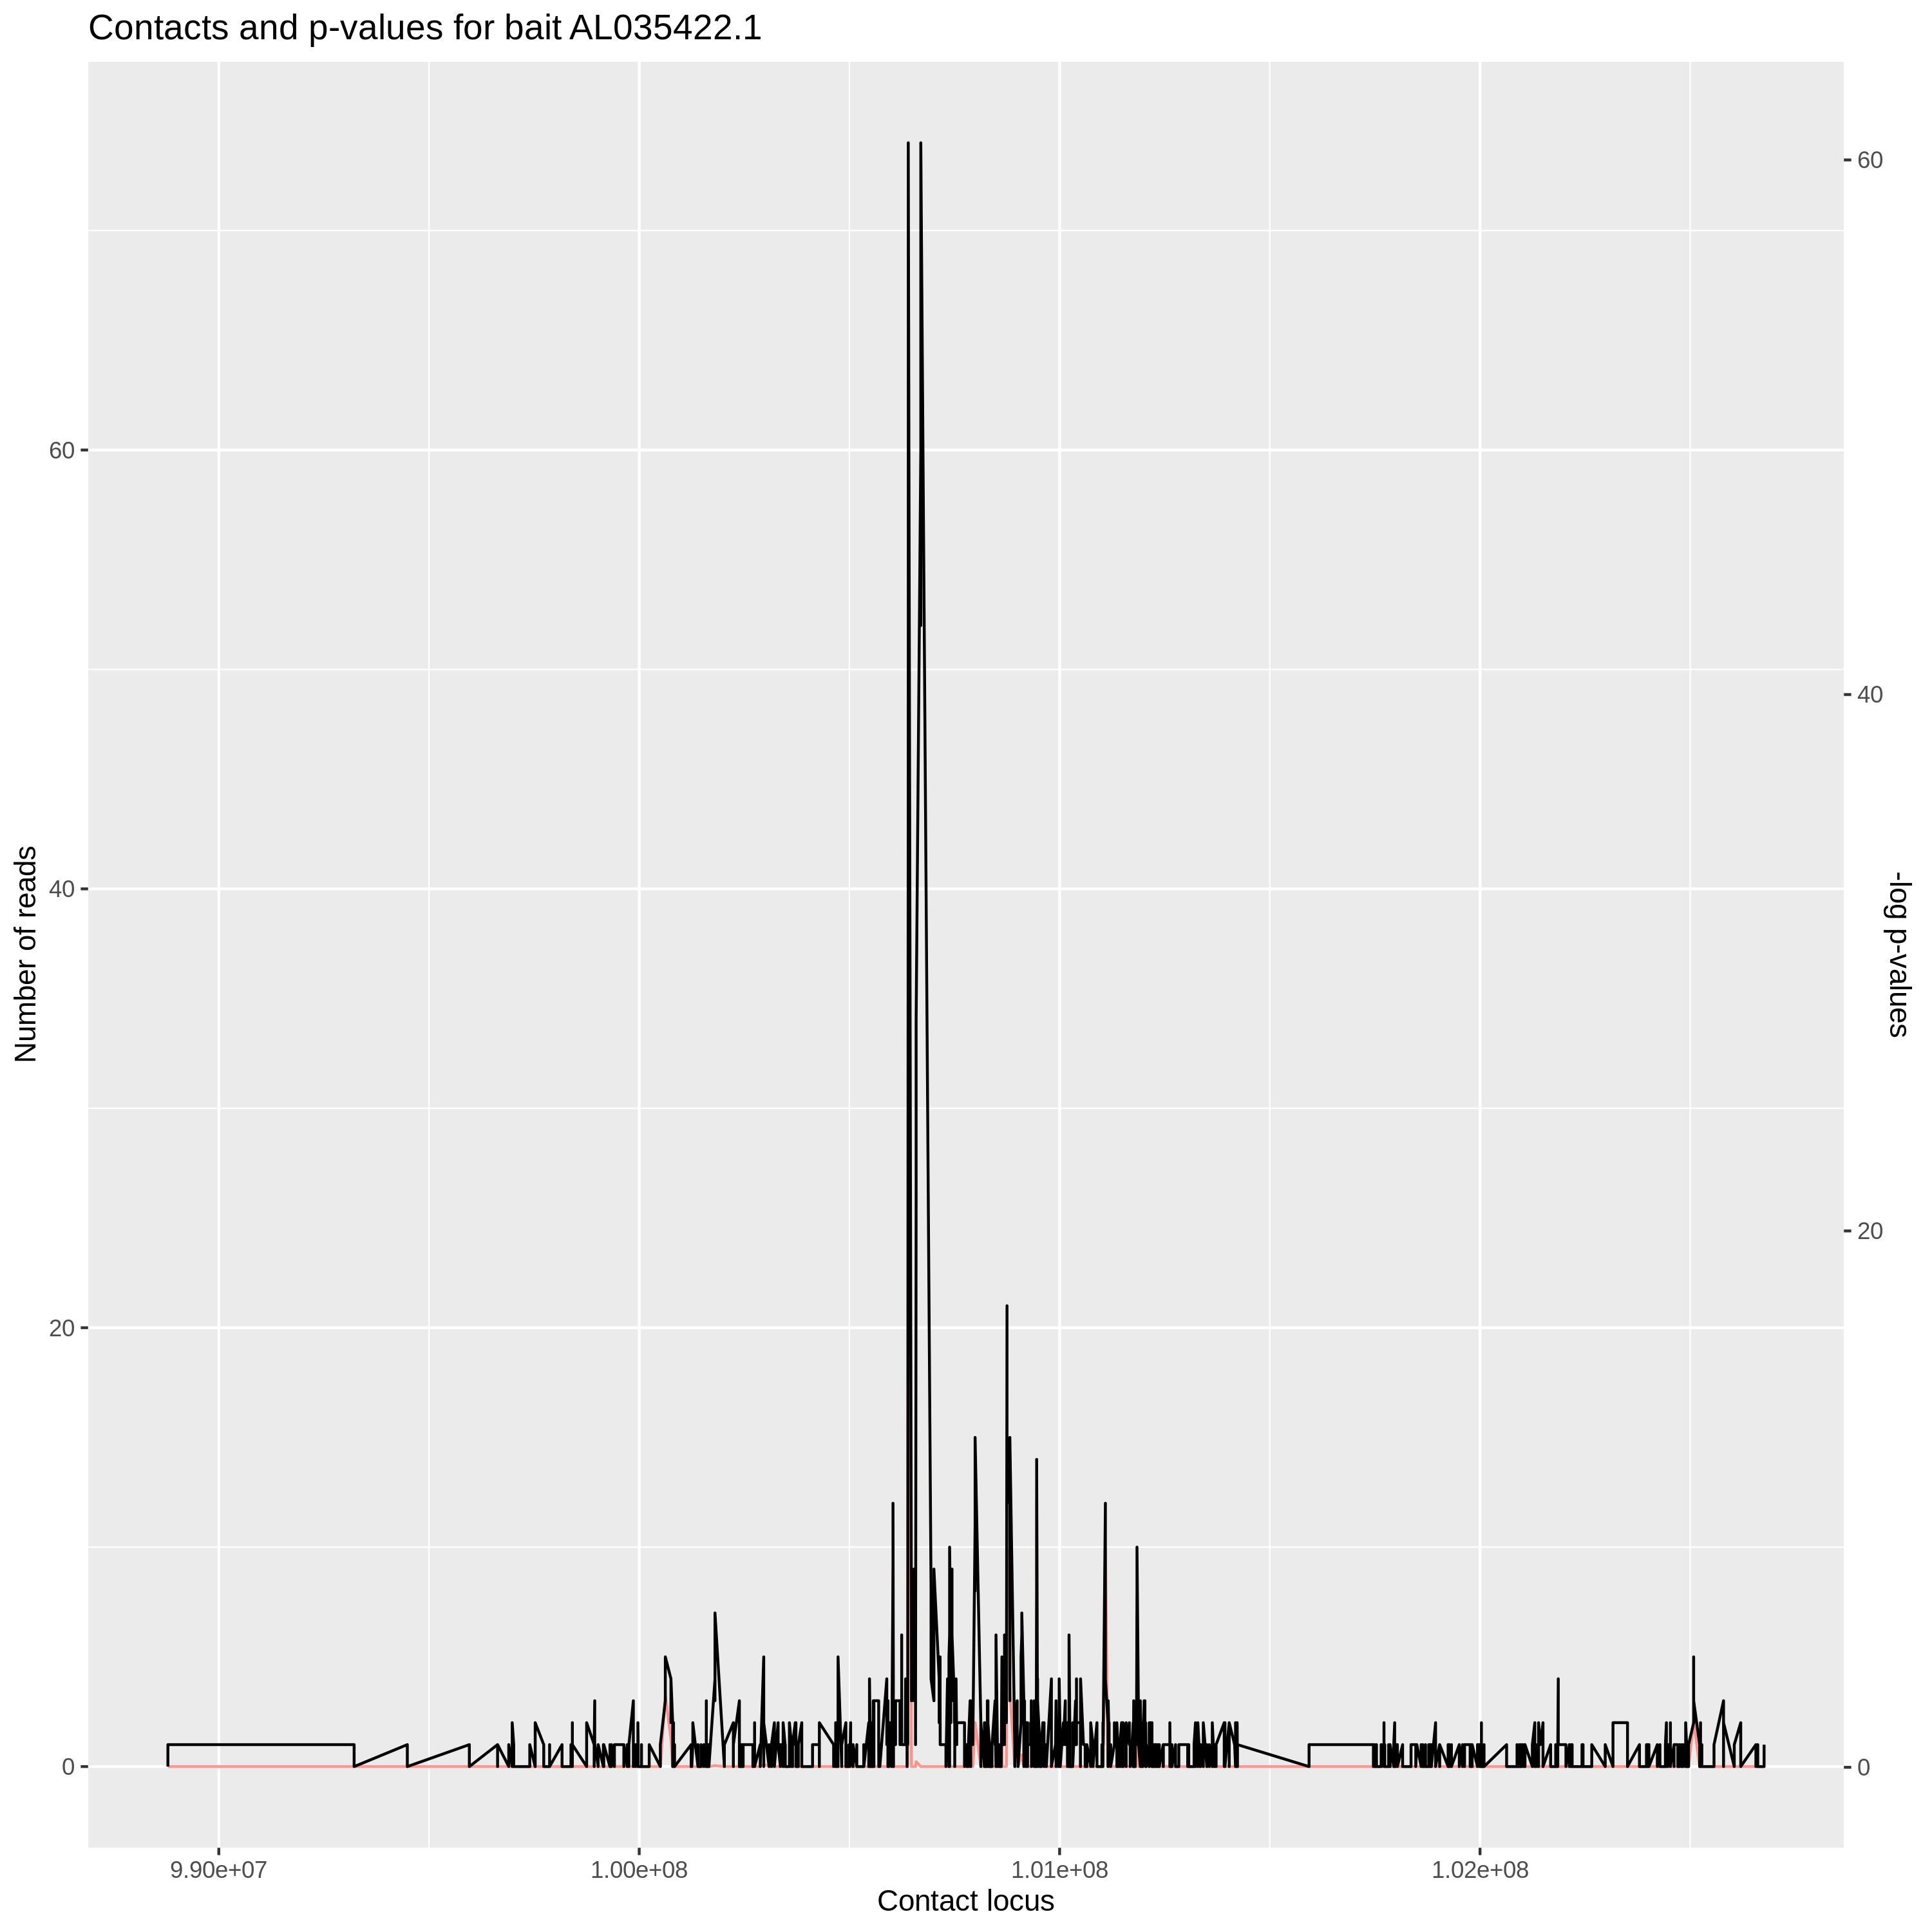 Contacts and p-values for bait AL035422.1
Number of reads
60
40
20
0
60
40
20
0
-log p-values
9.90e+07 1.00e+08 1.01e+08 1.02e+08
Contact locus